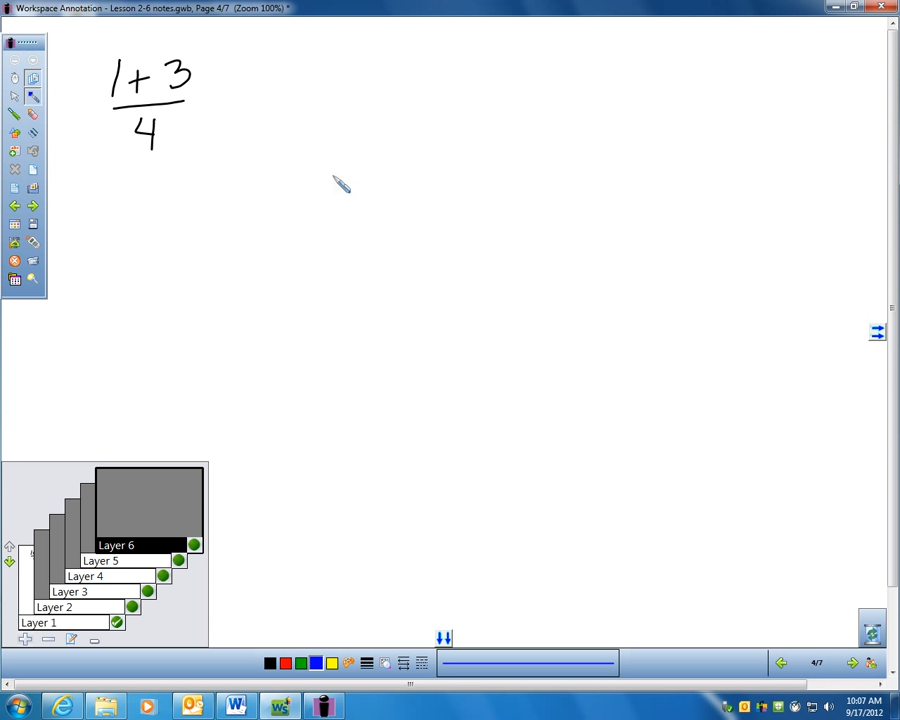 Workspace Annotation - Lesson 2-6 notes.gwb, Page 4/7 (Zoom 100%) *
1 + 3
4
Layer 6
Layer 5
Layer 4
Layer 3
Layer 2
Layer 1
4/7
10:07 AM
9/17/2012